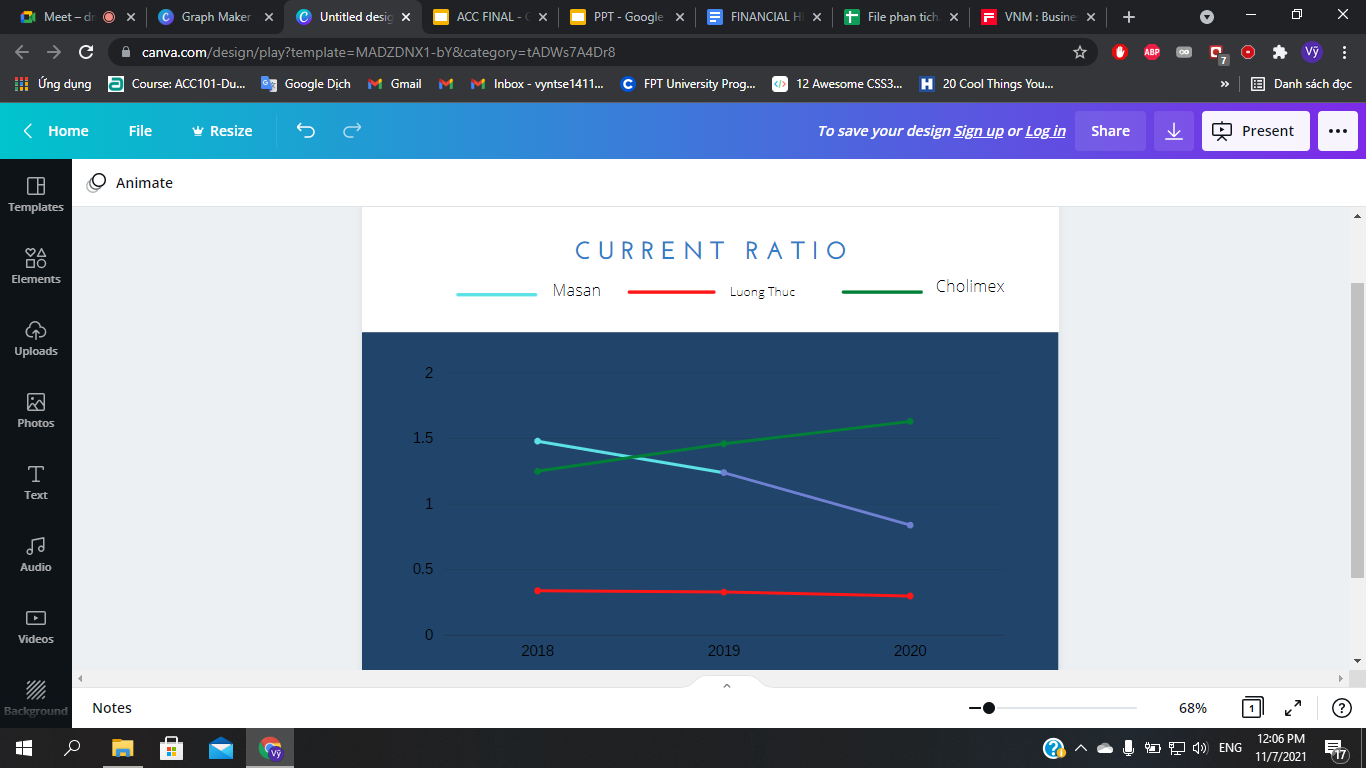 Meet – dr
Graph Maker
Untitled desig
ACC FINAL - G
PPT - Google
FINANCIAL HI
File phan tich.
VNM : Busine
canva.com/design/play?template=MADZDNX1-bY&category=tADWs7A4Dr8
ABP
7
Vÿ
Ứng dụng
Course: ACC101-Du...
Google Dịch
Gmail
Inbox - vyntse1411...
FPT University Prog...
12 Awesome CSS3...
20 Cool Things You...
»
Danh sách đọc
Home
File
Resize
To save your design Sign up or Log in
Share
Present
Templates
Elements
Uploads
Photos
Text
Audio
Videos
Background
Animate
CURRENT RATIO
Masan
Luong Thuc
Cholimex
2
1.5
1
0.5
0
2018
2019
2020
Notes
68%
1
ENG
12:06 PM
11/7/2021
17